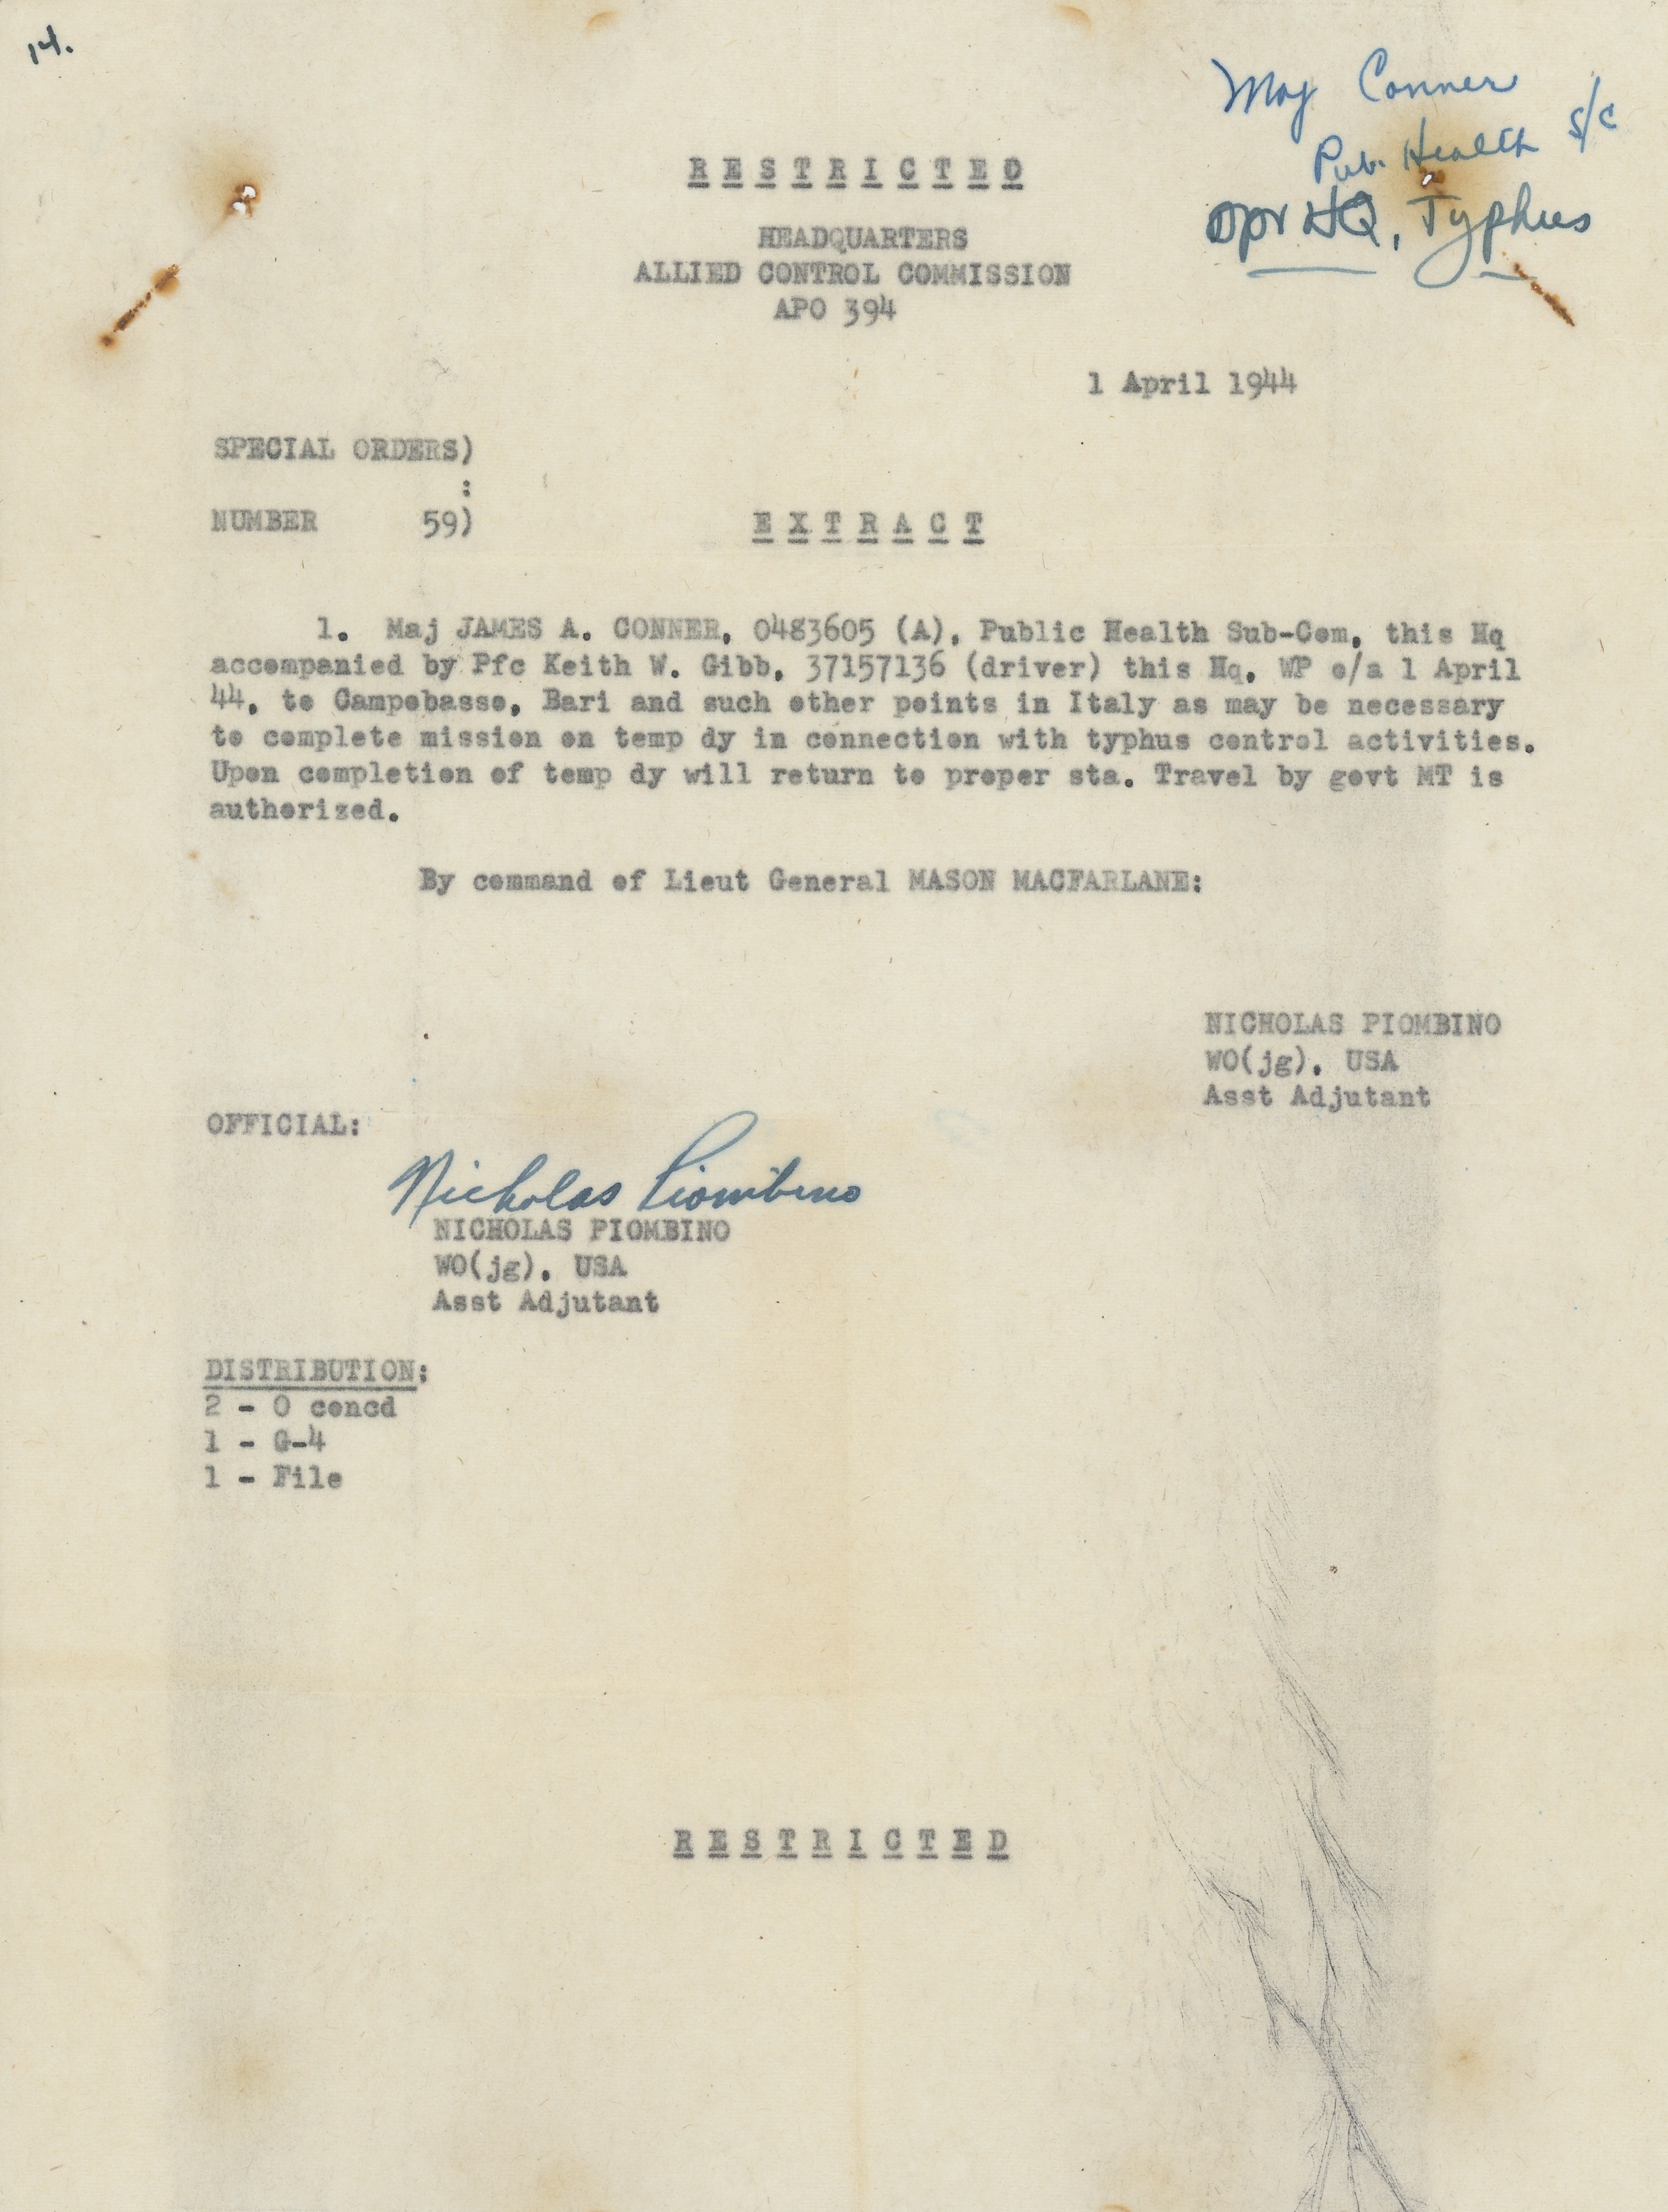 14.
Maj Conner
Pub. Health S/C
HQ, Typhus
R E S T R I C T E D
HEADQUARTERS
ALLIED CONTROL COMMISSION
APO 394
1 April 1944
SPECIAL ORDERS)
:
NUMBER 59)
E X T R A C T
1. Maj JAMES A. CONNER, 0483605 (A), Public Health Sub-Com, this Hq
accompanied by Pfc Keith W. Gibb, 37157136 (driver) this Hq, WP o/a 1 April
44, to Campobasso, Bari and such other points in Italy as may be necessary
to complete mission on temp dy in connection with typhus control activities.
Upon completion of temp dy will return to proper sta. Travel by govt MT is
authorized.
By command of Lieut General MASON MACFARLANE:
NICHOLAS PIOMBINO
WO(jg), USA
Asst Adjutant
OFFICIAL:
Nicholas Piombino
NICHOLAS PIOMBINO
WO(jg), USA
Asst Adjutant
DISTRIBUTION:
2 - O concd
1 - G-4
1 - File
R E S T R I C T E D